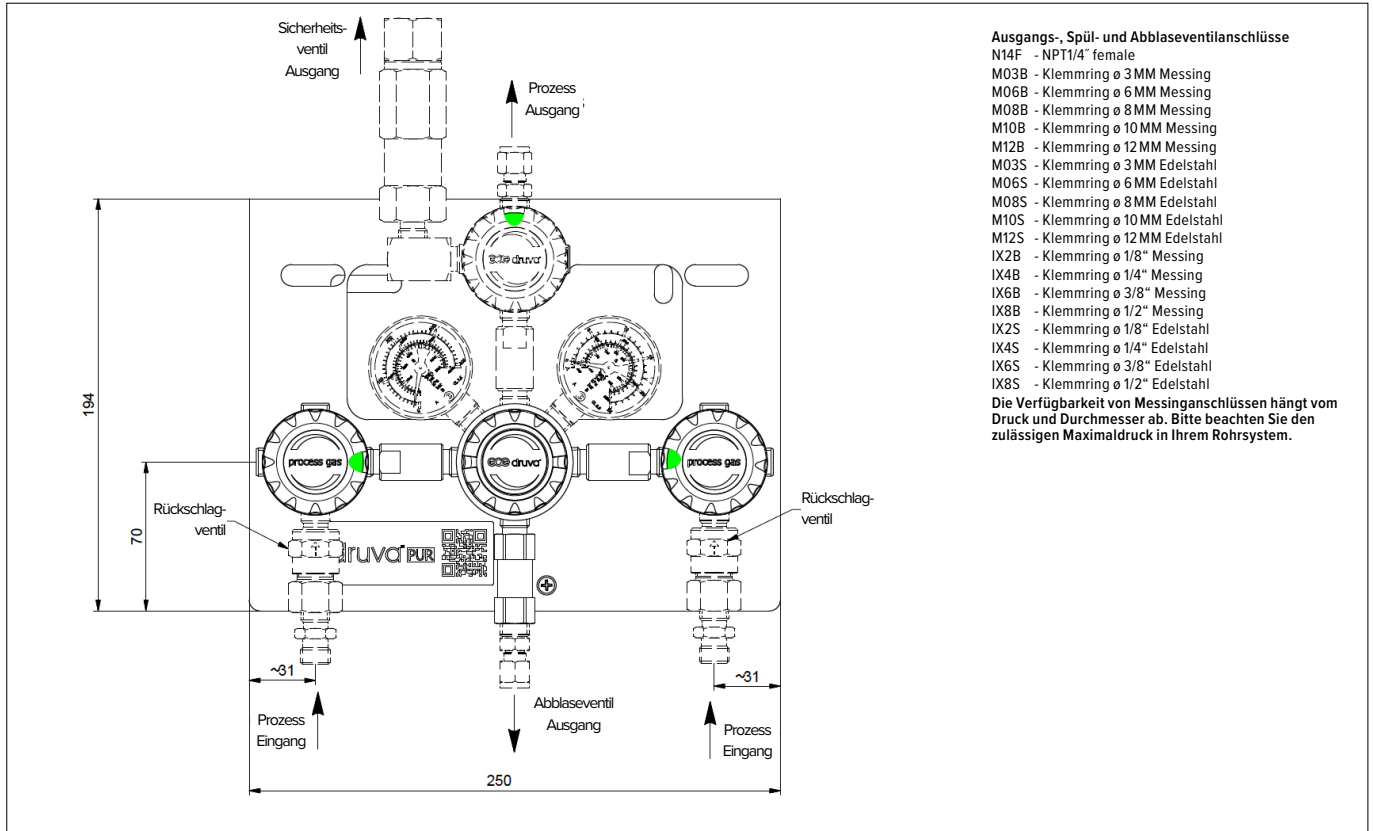 Sicherheits-
ventil
Ausgang
Prozess
Ausgang
194
70
druva
process gas
druva
process gas
Rückschlag-
ventil
Rückschlag-
ventil
druva PUR
~31
~31
Prozess
Eingang
Abblaseventil
Ausgang
Prozess
Eingang
250
Ausgangs-, Spül- und Abblaseventilanschlüsse
N14F - NPT1/4˝ female
M03B - Klemmring ø 3 MM Messing
M06B - Klemmring ø 6 MM Messing
M08B - Klemmring ø 8 MM Messing
M10B - Klemmring ø 10 MM Messing
M12B - Klemmring ø 12 MM Messing
M03S - Klemmring ø 3 MM Edelstahl
M06S - Klemmring ø 6 MM Edelstahl
M08S - Klemmring ø 8 MM Edelstahl
M10S - Klemmring ø 10 MM Edelstahl
M12S - Klemmring ø 12 MM Edelstahl
IX2B - Klemmring ø 1/8“ Messing
IX4B - Klemmring ø 1/4“ Messing
IX6B - Klemmring ø 3/8“ Messing
IX8B - Klemmring ø 1/2“ Messing
IX2S - Klemmring ø 1/8“ Edelstahl
IX4S - Klemmring ø 1/4“ Edelstahl
IX6S - Klemmring ø 3/8“ Edelstahl
IX8S - Klemmring ø 1/2“ Edelstahl
Die Verfügbarkeit von Messinganschlüssen hängt vom
Druck und Durchmesser ab. Bitte beachten Sie den
zulässigen Maximaldruck in Ihrem Rohrsystem.